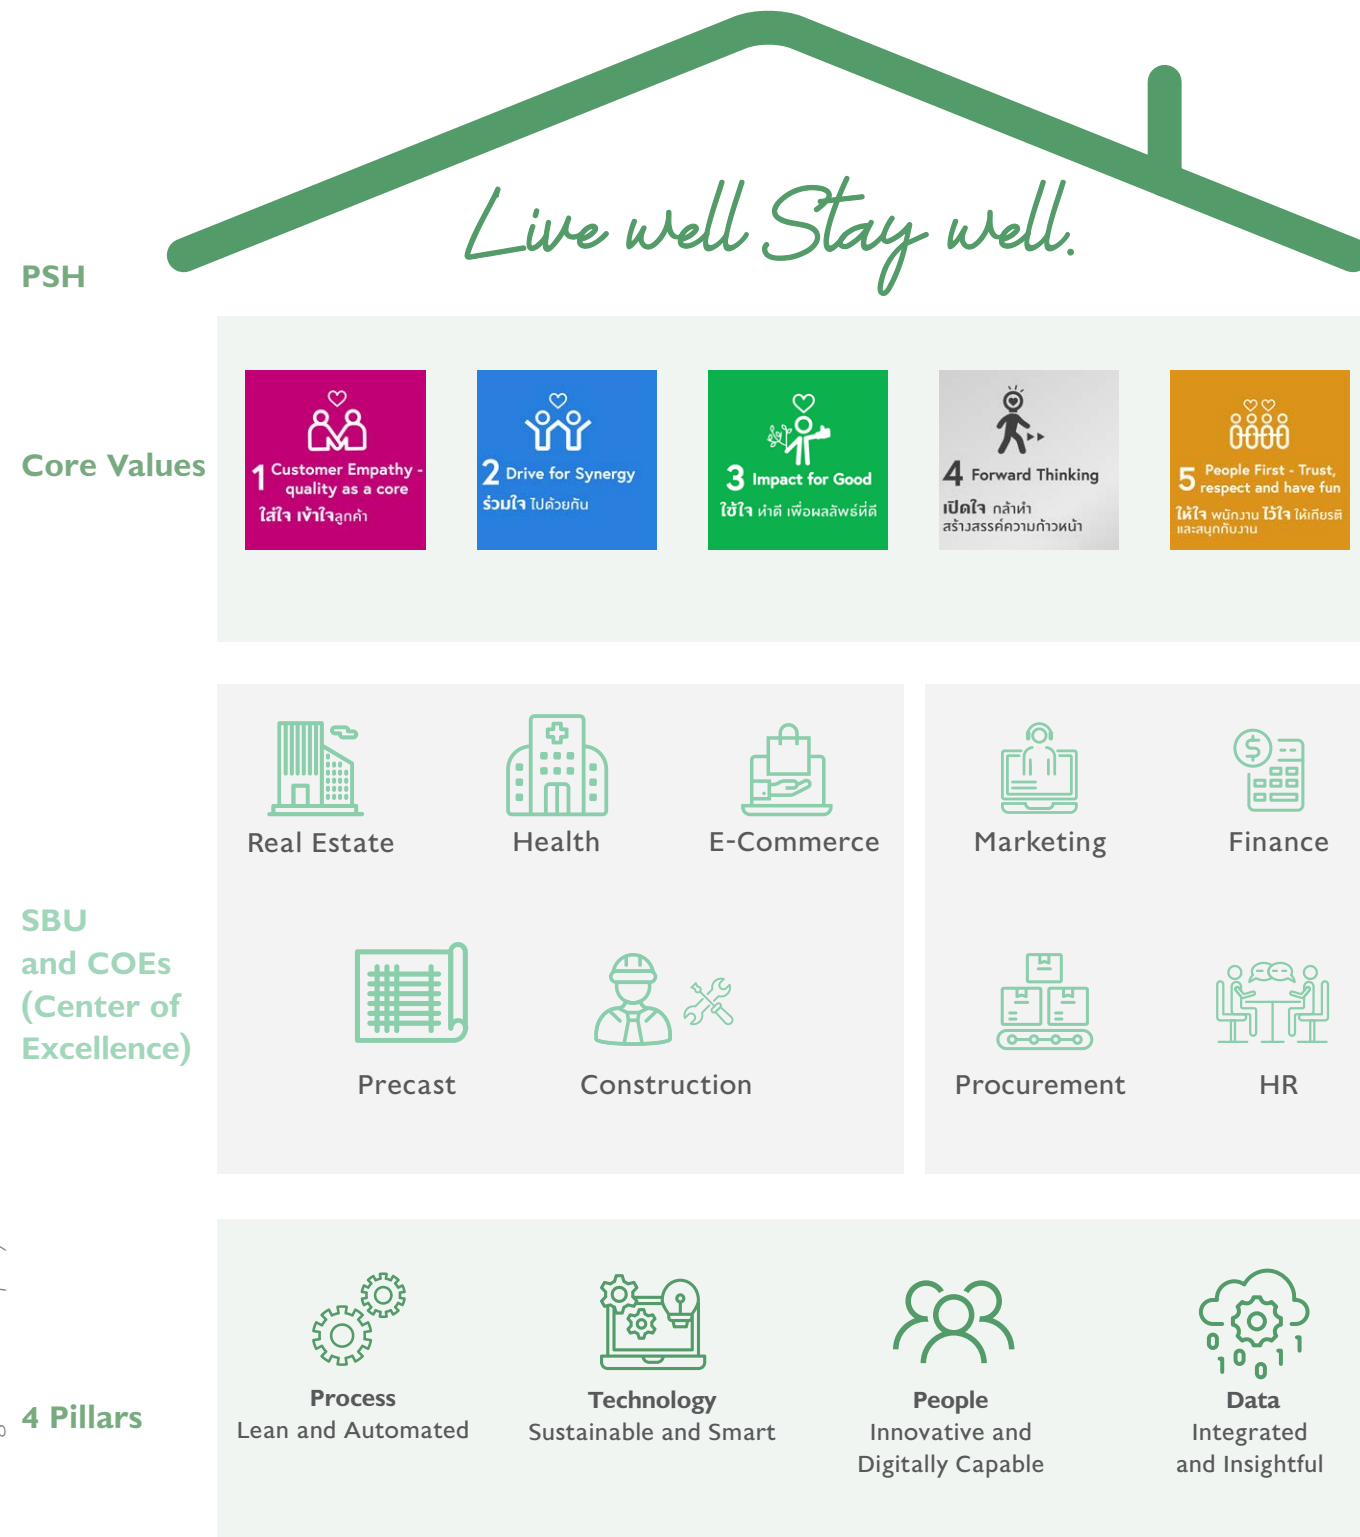 Live well Stay well.
PSH
Core Values
1 Customer Empathy -
quality as a core
ใส่ใจ เข้าใจลูกค้า
2 Drive for Synergy
ร่วมใจ ไปด้วยกัน
3 Impact for Good
ใช้ใจ ทำดี เพื่อผลลัพธ์ที่ดี
4 Forward Thinking
เปิดใจ กล้าทำ
สร้างสรรค์ความก้าวหน้า
5 People First - Trust,
respect and have fun
ให้ใจ พนักงาน ไว้ใจ ให้เกียรติ
และสนุกกับงาน
SBU
and COEs
(Center of
Excellence)
Real Estate
Health
E-Commerce
Marketing
Finance
Precast
Construction
Procurement
HR
4 Pillars
Process
Lean and Automated
Technology
Sustainable and Smart
People
Innovative and
Digitally Capable
0 1 0 0 1 1
Data
Integrated
and Insightful